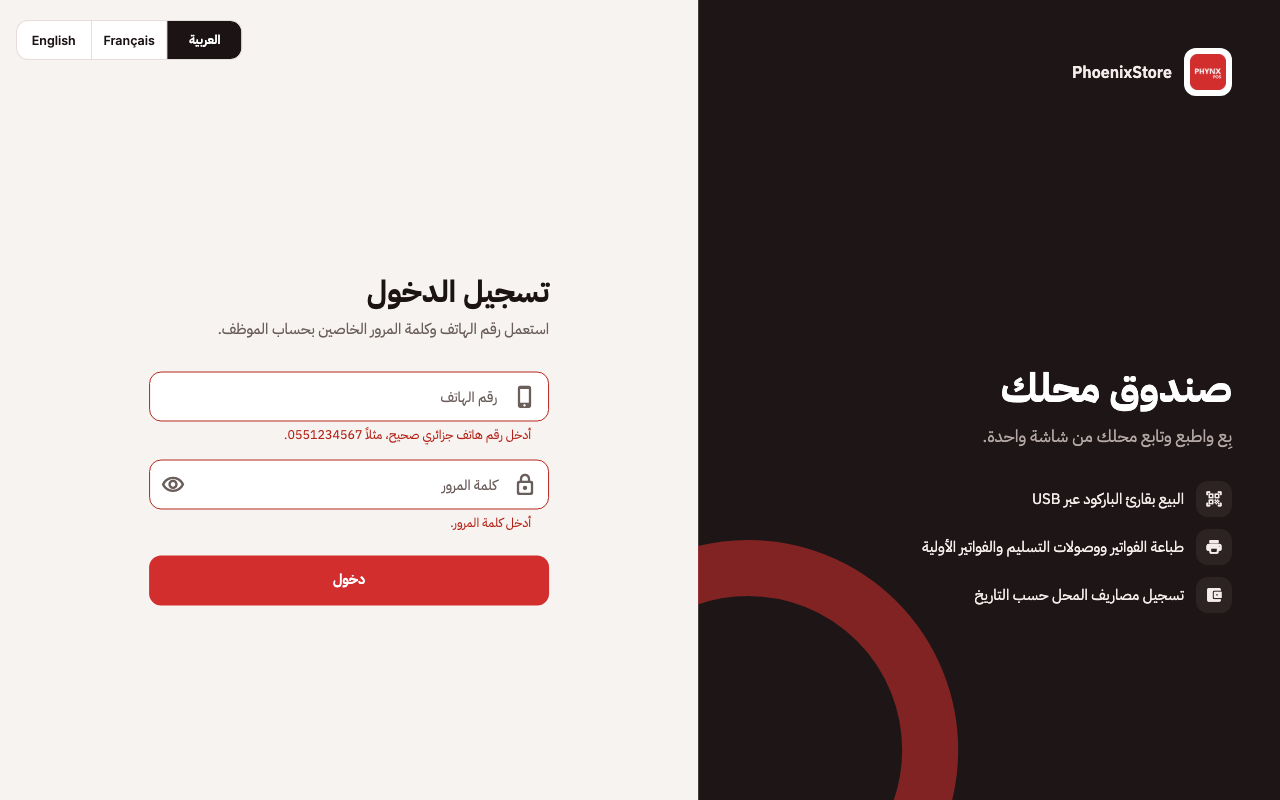 PhoenixStore
PHYNX
POS
صندوق محلك
بِع واطبع وتابع محلك من شاشة واحدة.
البيع بقارئ الباركود عبر USB
طباعة الفواتير ووصولات التسليم والفواتير الأولية
تسجيل مصاريف المحل حسب التاريخ
العربية
Français
English
تسجيل الدخول
استعمل رقم الهاتف وكلمة المرور الخاصين بحساب الموظف.
رقم الهاتف
أدخل رقم هاتف جزائري صحيح، مثلاً 0551234567.
كلمة المرور
أدخل كلمة المرور.
دخول